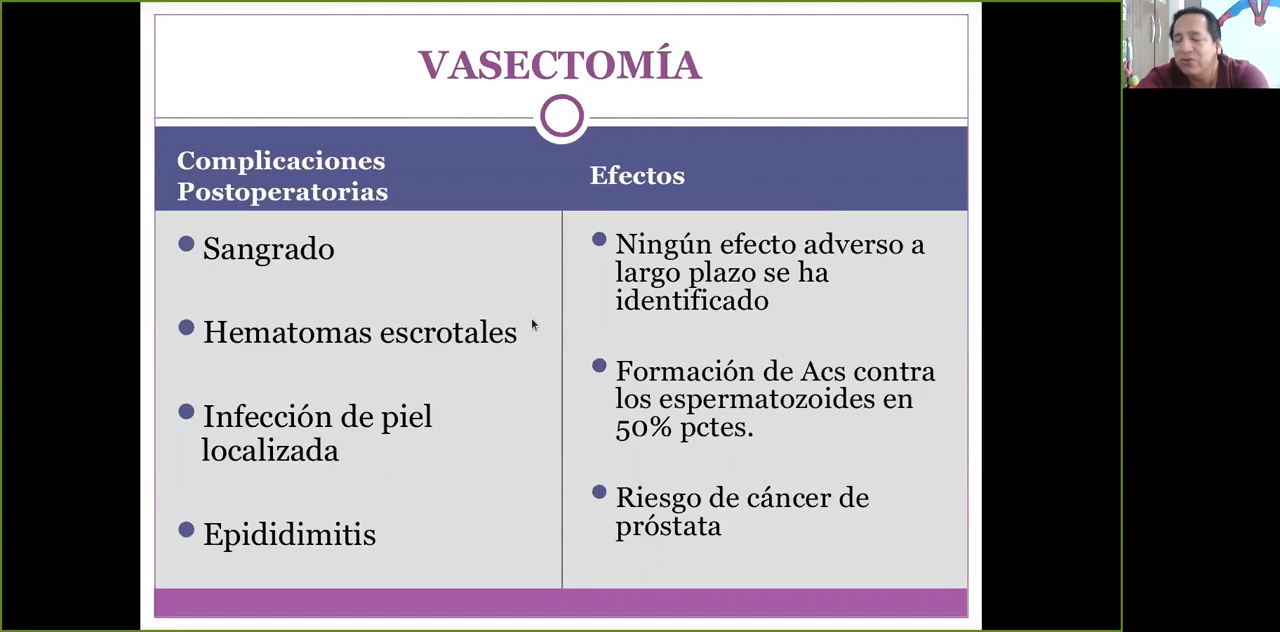 VASECTOMÍA
Complicaciones
Postoperatorias
Sangrado
Hematomas escrotales
Infección de piel
localizada
Epididimitis
Efectos
Ningún efecto adverso a
largo plazo se ha
identificado
Formación de Acs contra
los espermatozoides en
50% pctes.
Riesgo de cáncer de
próstata